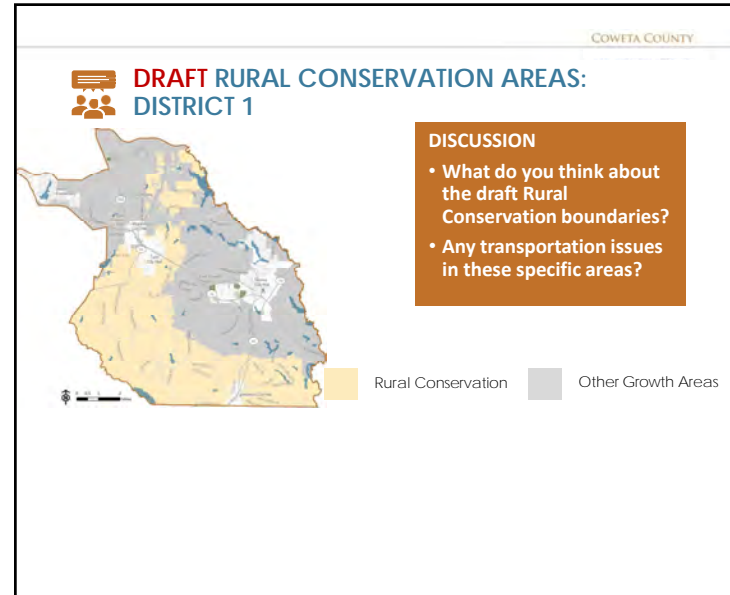 COWETA COUNTY
DRAFT RURAL CONSERVATION AREAS:
DISTRICT 1
DISCUSSION
• What do you think about
the draft Rural
Conservation boundaries?
• Any transportation issues
in these specific areas?
Rural Conservation
Other Growth Areas